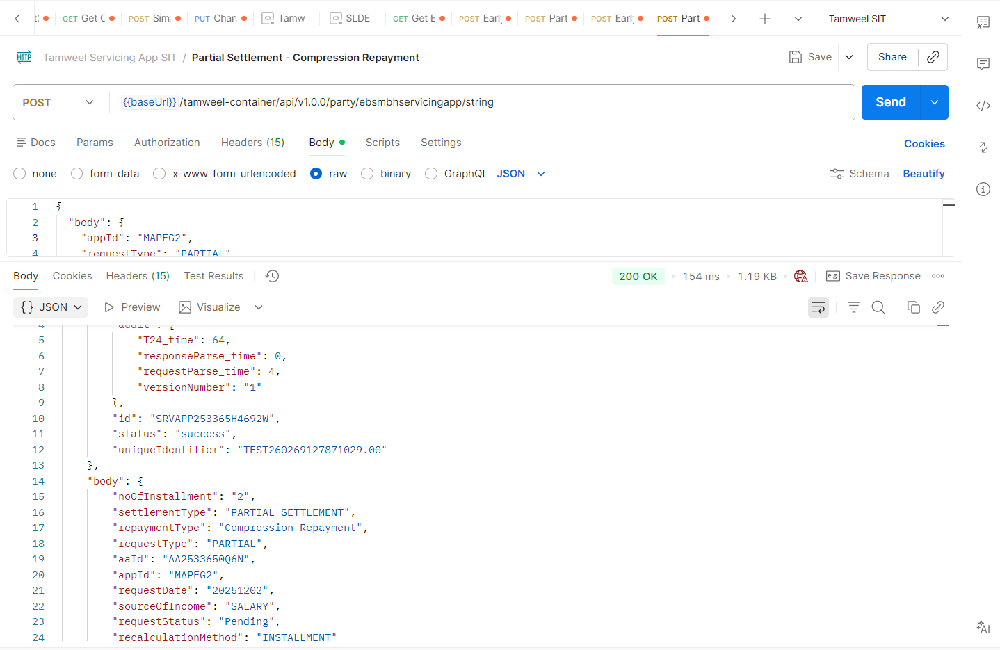 GET Get C
POST Sim
PUT Chan
Tamw
SLDE
GET Get E
POST Earl
POST Part
POST Earl
POST Part
Tamweel SIT
HTTP Tamweel Servicing App SIT / Partial Settlement - Compression Repayment
Save
Share
POST
{{baseUrl}}/tamweel-container/api/v1.0.0/party/ebsmbhservicingapp/string
Send
Docs Params Authorization Headers (15) Body Scripts Settings
Cookies
none form-data x-www-form-urlencoded raw binary GraphQL JSON
Schema Beautify
1 {
2 "body": {
3 "appId": "MAPFG2",
4 "requestType": "PARTIAL"
Body Cookies Headers (15) Test Results
200 OK 154 ms 1.19 KB e.g. Save Response
{} JSON Preview Visualize
4 "audit": {
5 "T24_time": 64,
6 "responseParse_time": 0,
7 "requestParse_time": 4,
8 "versionNumber": "1"
9 },
10 "id": "SRVAPP253365H4692W",
11 "status": "success",
12 "uniqueIdentifier": "TEST260269127871029.00"
13 },
14 "body": {
15 "noOfInstallment": "2",
16 "settlementType": "PARTIAL SETTLEMENT",
17 "repaymentType": "Compression Repayment",
18 "requestType": "PARTIAL",
19 "aaId": "AA2533650Q6N",
20 "appId": "MAPFG2",
21 "requestDate": "20251202",
22 "sourceOfIncome": "SALARY",
23 "requestStatus": "Pending",
24 "recalculationMethod": "INSTALLMENT"
AI